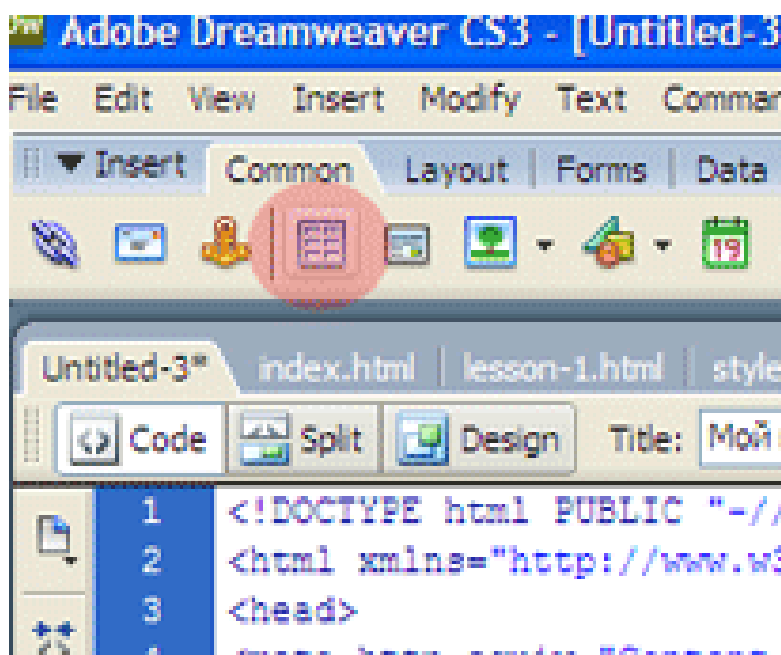 Adobe Dreamweaver CS3 - [Untitled-3
File Edit View Insert Modify Text Comman
Insert Common Layout Forms Data
19
Untitled-3* index.html lesson-1.html style
Code Split Design Title: Мой
1 <!DOCTYPE html PUBLIC "-//
2 <html xmlns="http://www.w3
3 <head>